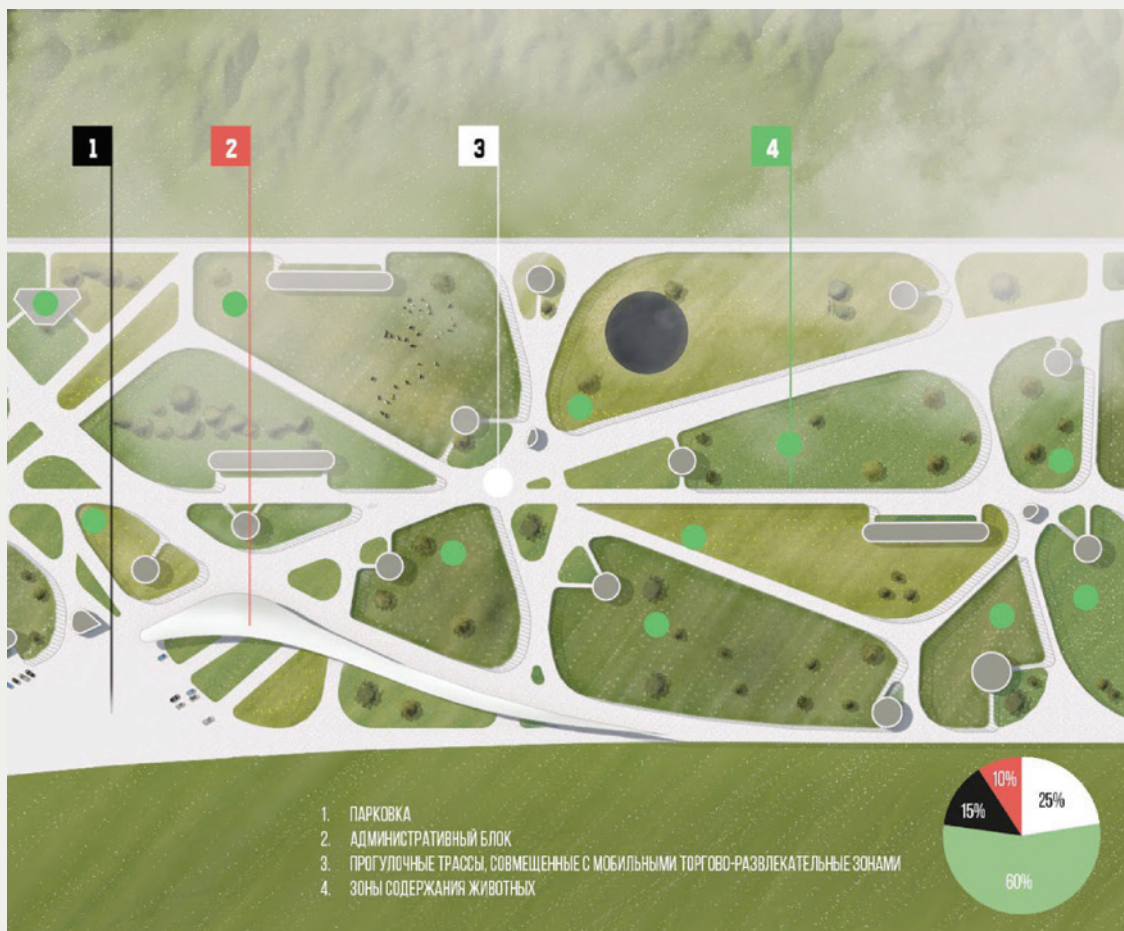 1 2 3 4
1. ПАРКОВКА
2. АДМИНИСТРАТИВНЫЙ БЛОК
3. ПРОГУЛОЧНЫЕ ТРАССЫ, СОВМЕЩЕННЫЕ С МОБИЛЬНЫМИ ТОРГОВО-РАЗВЛЕКАТЕЛЬНЫЕ ЗОНАМИ
4. ЗОНЫ СОДЕРЖАНИЯ ЖИВОТНЫХ
10%
25%
15%
60%